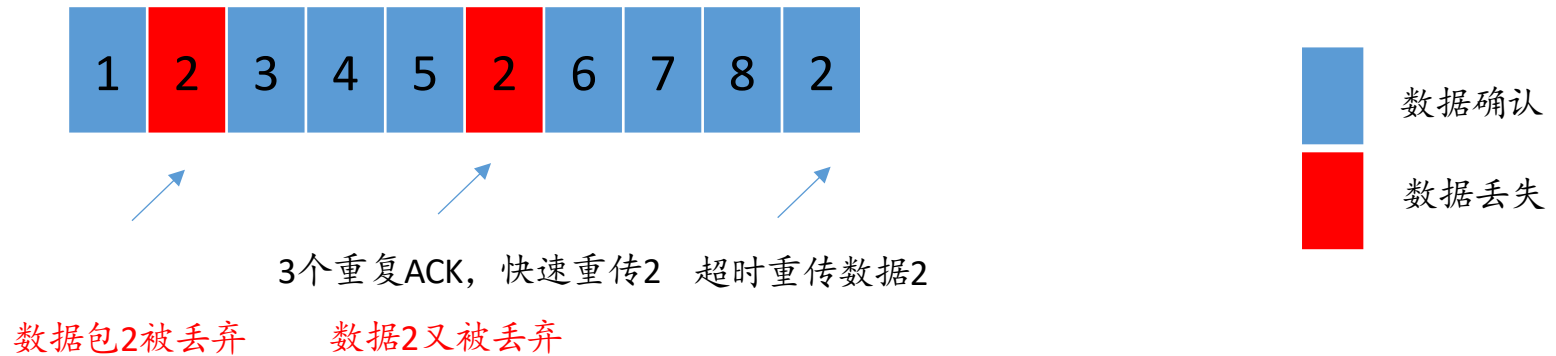 1 2 3 4 5 2 6 7 8 2
数据确认
数据丢失
3个重复ACK，快速重传2 超时重传数据2
数据包2被丢弃 数据2又被丢弃